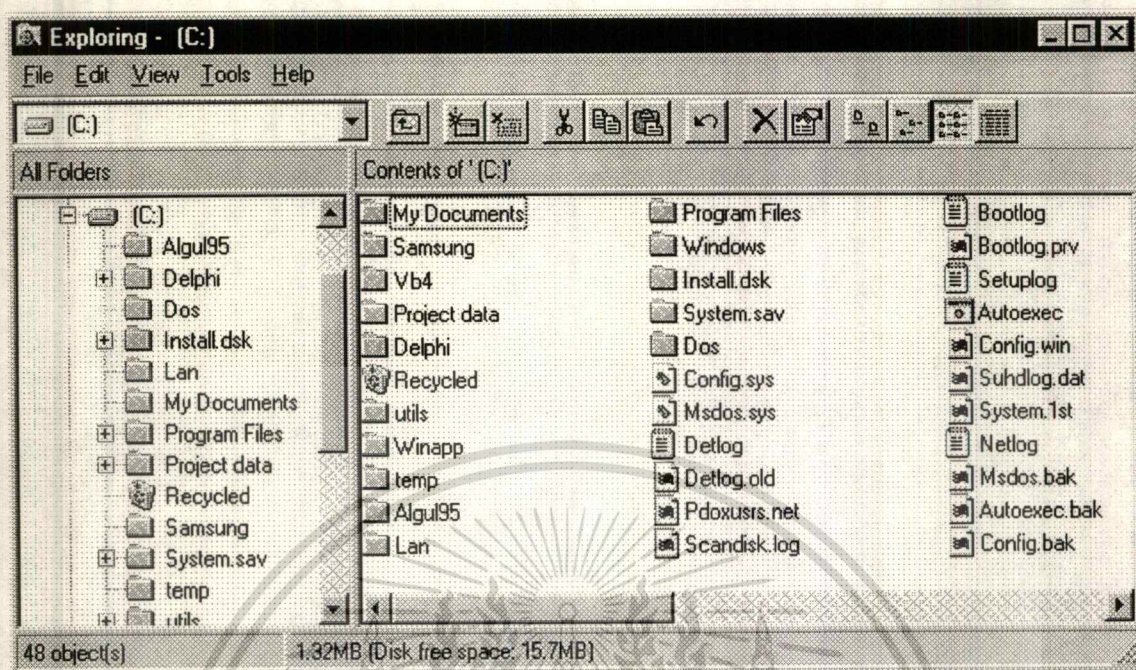 Exploring - (C:)
File Edit View Tools Help
(C:)
All Folders
Contents of '(C:)'
(C:)
Algul95
Delphi
Dos
Install.dsk
Lan
My Documents
Program Files
Project data
Recycled
Samsung
System.sav
temp
utils
My Documents
Samsung
Vb4
Project data
Delphi
Recycled
utils
Winapp
temp
Algul95
Lan
Program Files
Windows
Install.dsk
System.sav
Dos
Config.sys
Msdos.sys
Detlog
Detlog.old
Pdoxusrs.net
Scandisk.log
Bootlog
Bootlog.prv
Setuplog
Autoexec
Config.win
Suhdlog.dat
System.1st
Netlog
Msdos.bak
Autoexec.bak
Config.bak
48 object(s)
1.32MB (Disk free space: 15.7MB)